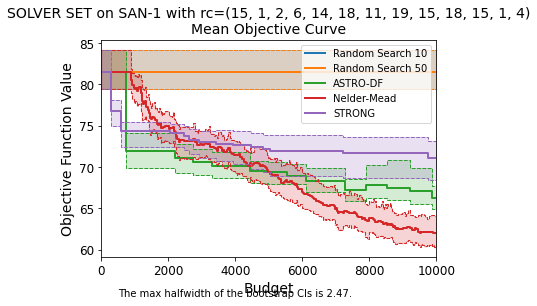 SOLVER SET on SAN-1 with rc=(15, 1, 2, 6, 14, 18, 11, 19, 15, 18, 15, 1, 4)
Mean Objective Curve
Objective Function Value
85
80
75
70
65
60
Random Search 10
Random Search 50
ASTRO-DF
Nelder-Mead
STRONG
0 2000 4000 6000 8000 10000
Budget
The max halfwidth of the bootstrap CIs is 2.47.